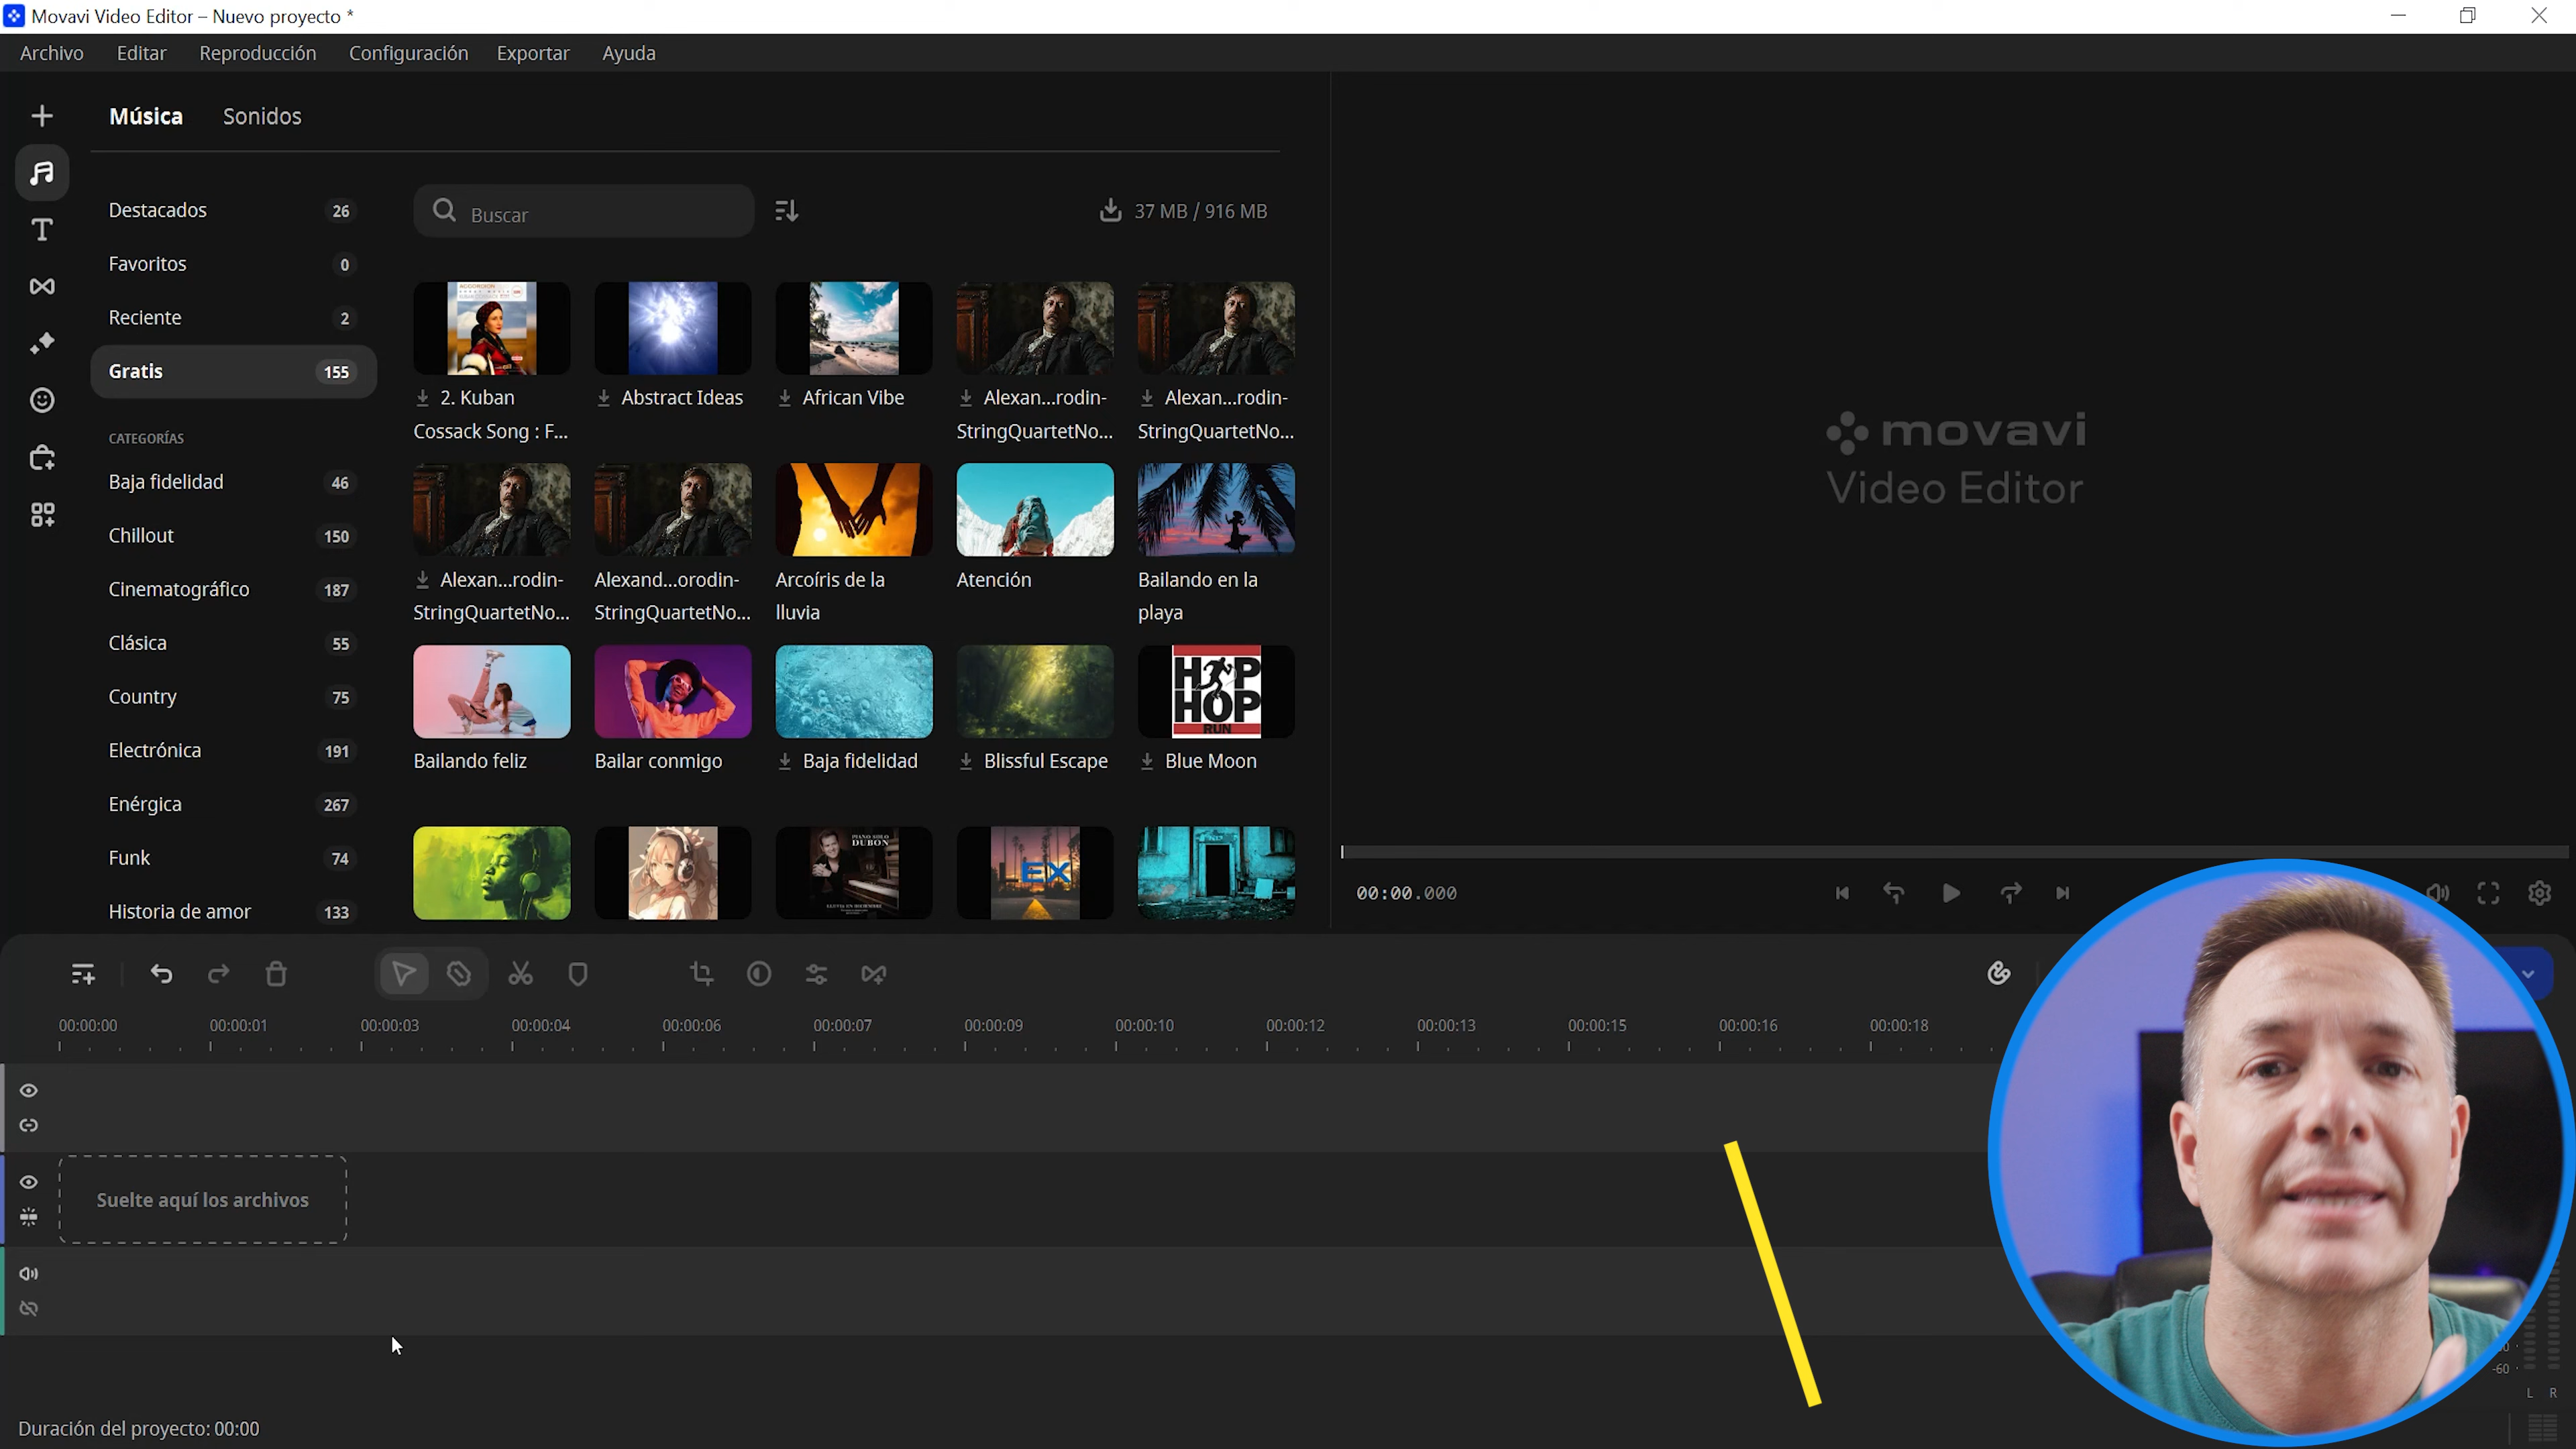 Movavi Video Editor – Nuevo proyecto *
Archivo Editar Reproducción Configuración Exportar Ayuda
Música Sonidos
Destacados 26
Favoritos 0
Reciente 2
Gratis 155
CATEGORÍAS
Baja fidelidad 46
Chillout 150
Cinematográfico 187
Clásica 55
Country 75
Electrónica 191
Enérgica 267
Funk 74
Historia de amor 133
Buscar
37 MB / 916 MB
2. Kuban
Cossack Song : F...
Abstract Ideas
African Vibe
Alexan...rodin-
StringQuartetNo...
Alexan...rodin-
StringQuartetNo...
Alexan...rodin-
StringQuartetNo...
Alexand...orodin-
StringQuartetNo...
Arcoíris de la
lluvia
Atención
Bailando en la
playa
HOP
HOP
RUN
Bailando feliz
Bailar conmigo
Baja fidelidad
Blissful Escape
Blue Moon
PIANO SOLO
DUBON
EX
movavi
Video Editor
00:00.000
00:00:00 00:00:01 00:00:03 00:00:04 00:00:06 00:00:07 00:00:09 00:00:10 00:00:12 00:00:13 00:00:15 00:00:16 00:00:18
Suelte aquí los archivos
-60
L R
Duración del proyecto: 00:00